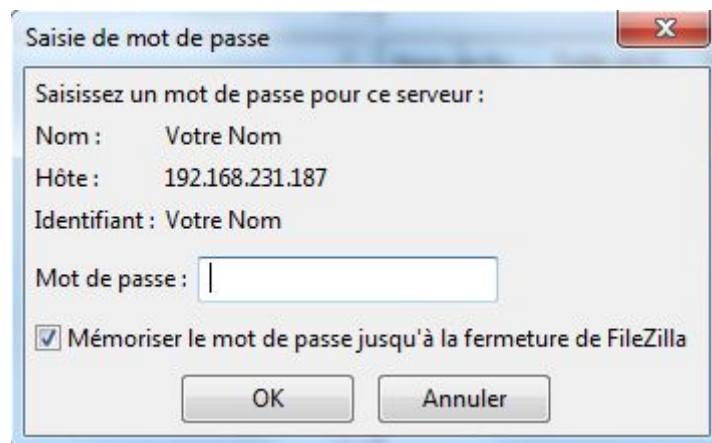 Saisie de mot de passe
Saisissez un mot de passe pour ce serveur :
Nom : Votre Nom
Hôte : 192.168.231.187
Identifiant : Votre Nom
Mot de passe :
Mémoriser le mot de passe jusqu'à la fermeture de FileZilla
OK Annuler